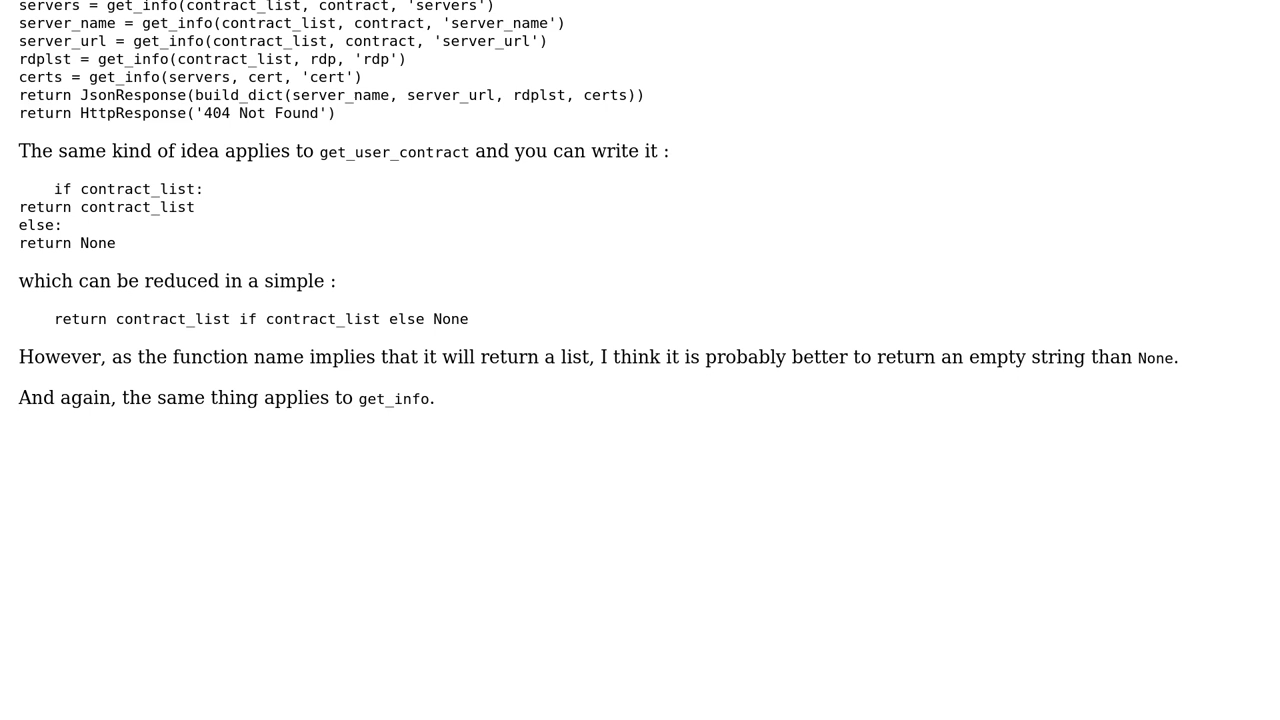 servers = get_info(contract_list, contract, 'servers')
server_name = get_info(contract_list, contract, 'server_name')
server_url = get_info(contract_list, contract, 'server_url')
rdplst = get_info(contract_list, rdp, 'rdp')
certs = get_info(servers, cert, 'cert')
return JsonResponse(build_dict(server_name, server_url, rdplst, certs))
return HttpResponse('404 Not Found')
The same kind of idea applies to get_user_contract and you can write it :
if contract_list:
return contract_list
else:
return None
which can be reduced in a simple :
return contract_list if contract_list else None
However, as the function name implies that it will return a list, I think it is probably better to return an empty string than None.
And again, the same thing applies to get_info.